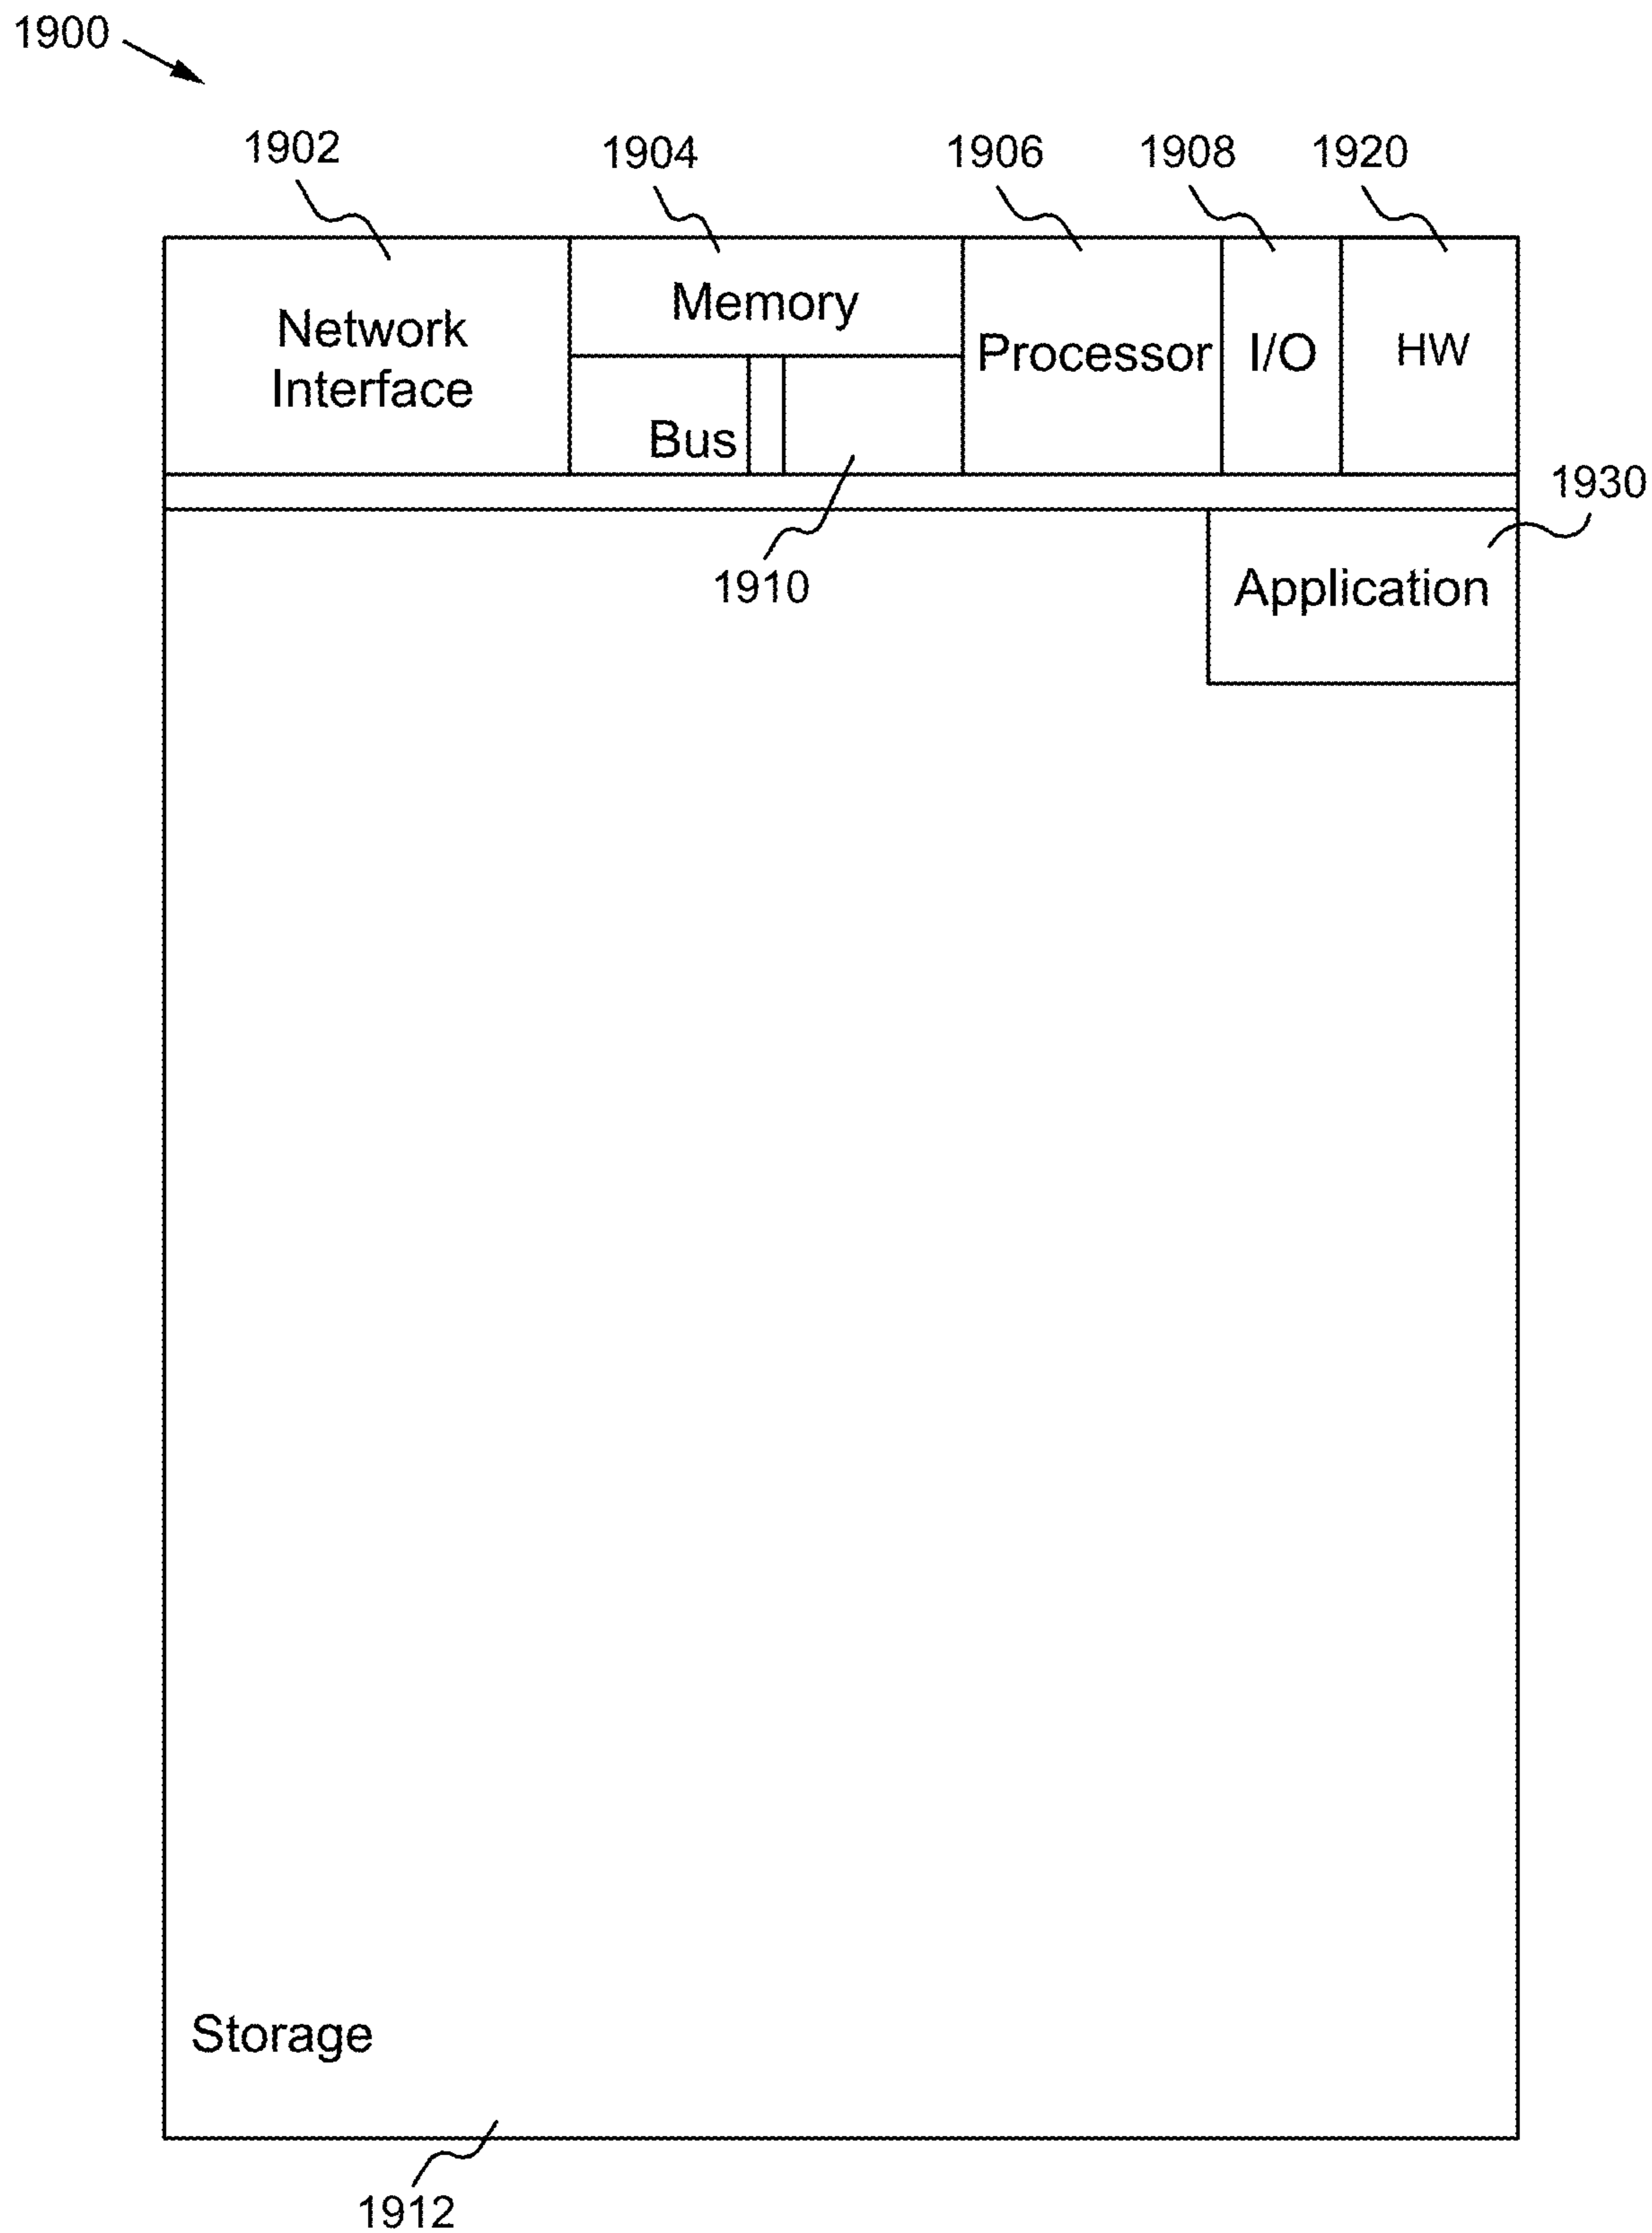 1900
1902
1904
1906
1908
1920
Network
Interface
Memory
Processor
I/O
HW
Bus
1930
1910
Application
Storage
1912